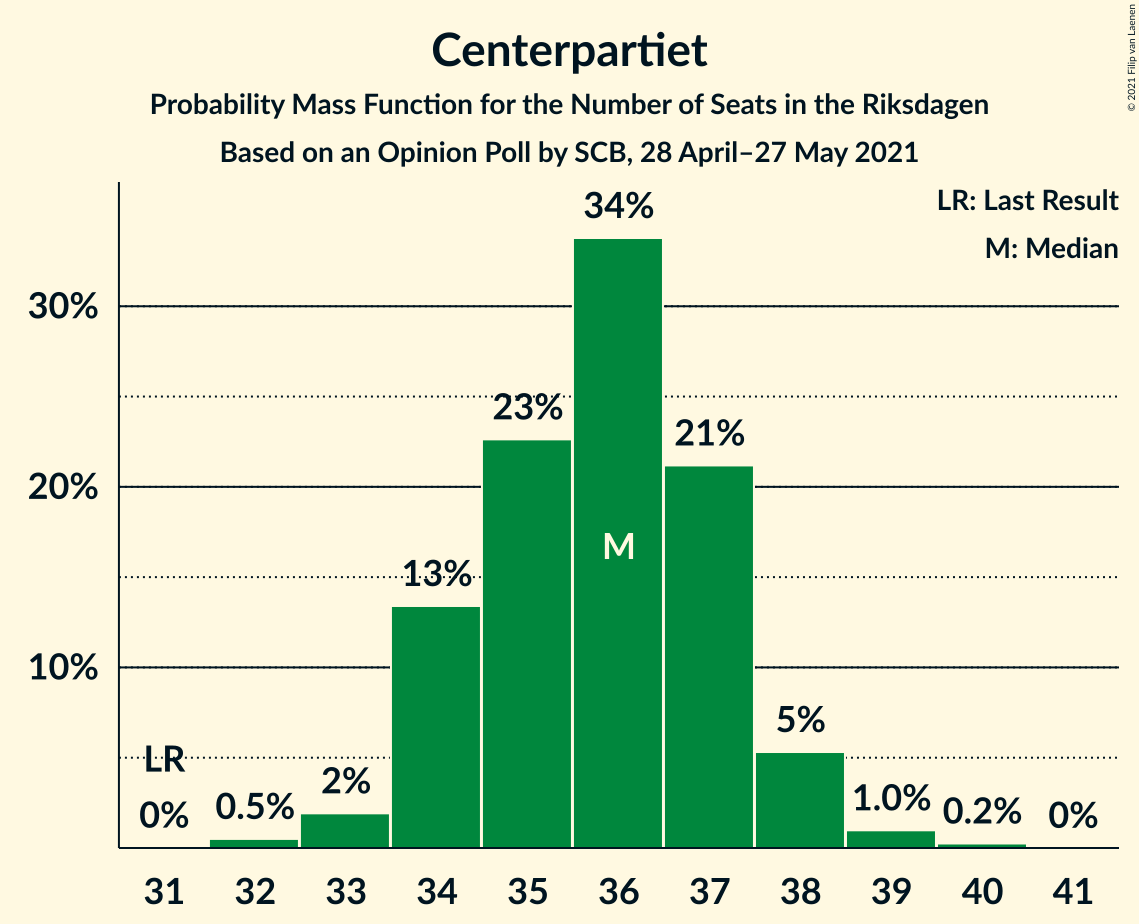 Centerpartiet
Probability Mass Function for the Number of Seats in the Riksdagen
Based on an Opinion Poll by SCB, 28 April–27 May 2021
© 2021 Filip van Laenen
LR: Last Result
M: Median
30%
20%
10%
LR
0%
0.5%
2%
13%
23%
34%
M
21%
5%
1.0%
0.2%
0%
31 32 33 34 35 36 37 38 39 40 41